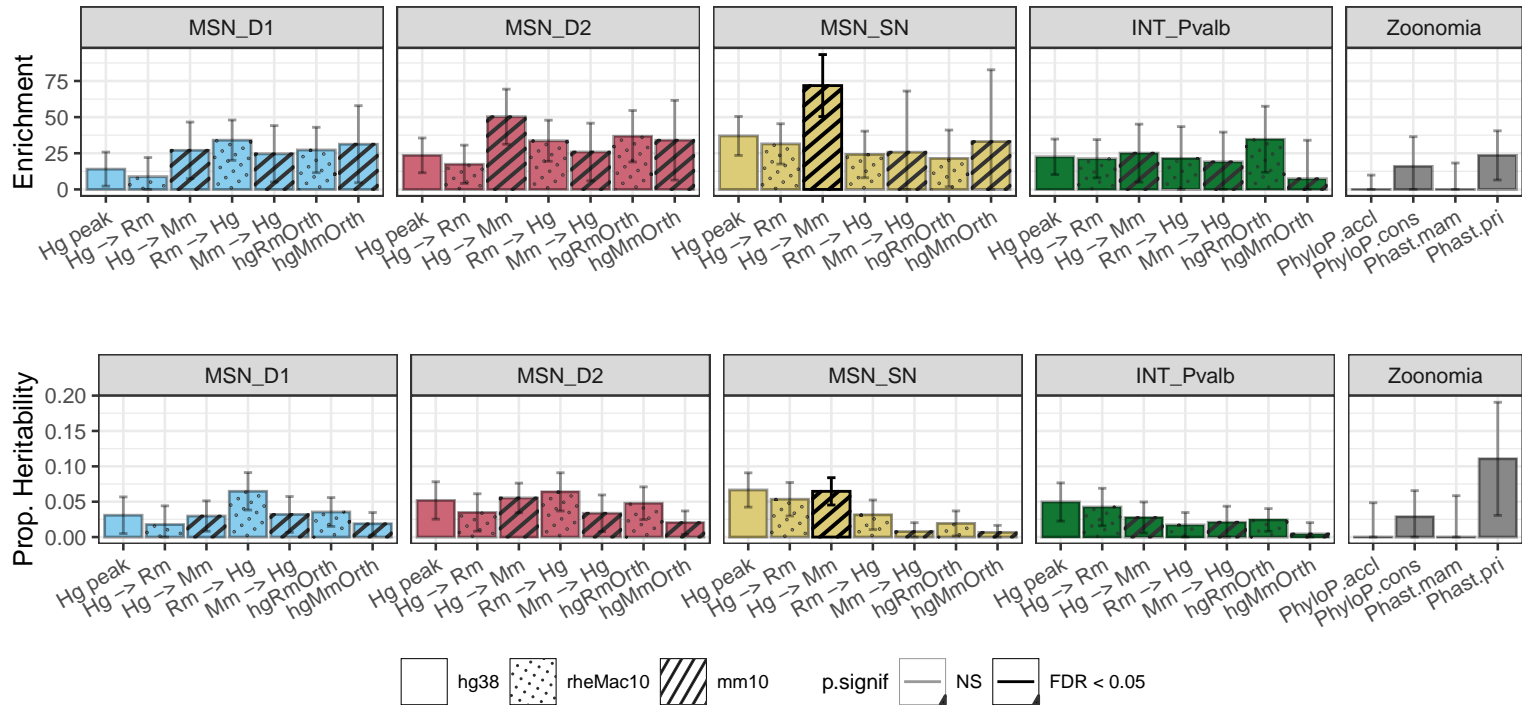 MSN_D1 MSN_D2 MSN_SN INT_Pvalb Zoonomia
Enrichment
75
50
25
0
Hg peak Hg −> Rm Hg −> Mm Rm −> Hg Mm −> Hg hgRmOrth hgMmOrth Hg peak Hg −> Rm Hg −> Mm Rm −> Hg Mm −> Hg hgRmOrth hgMmOrth Hg peak Hg −> Rm Hg −> Mm Rm −> Hg Mm −> Hg hgRmOrth hgMmOrth Hg peak Hg −> Rm Hg −> Mm Rm −> Hg Mm −> Hg hgRmOrth hgMmOrth PhyloP.accl PhyloP.cons Phast.mam Phast.pri
MSN_D1 MSN_D2 MSN_SN INT_Pvalb Zoonomia
Prop. Heritability
0.20
0.15
0.10
0.05
0.00
Hg peak Hg −> Rm Hg −> Mm Rm −> Hg Mm −> Hg hgRmOrth hgMmOrth Hg peak Hg −> Rm Hg −> Mm Rm −> Hg Mm −> Hg hgRmOrth hgMmOrth Hg peak Hg −> Rm Hg −> Mm Rm −> Hg Mm −> Hg hgRmOrth hgMmOrth Hg peak Hg −> Rm Hg −> Mm Rm −> Hg Mm −> Hg hgRmOrth hgMmOrth PhyloP.accl PhyloP.cons Phast.mam Phast.pri
hg38 rheMac10 mm10 p.signif NS FDR < 0.05